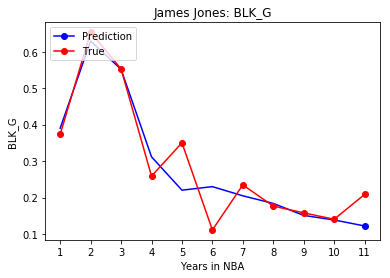 James Jones: BLK_G
Prediction
True
BLK_G
0.6
0.5
0.4
0.3
0.2
0.1
1 2 3 4 5 6 7 8 9 10 11
Years in NBA